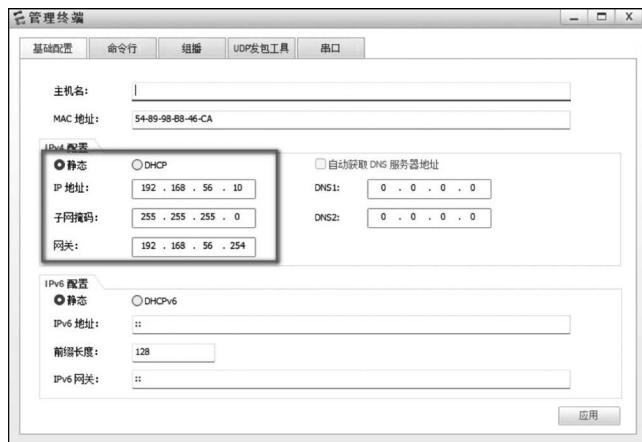 管理终端
基础配置 命令行 组播 UDP发包工具 串口
主机名:
MAC 地址: 54-89-98-B8-46-CA
IPv4 配置
静态 DHCP 自动获取 DNS 服务器地址
IP 地址: 192 . 168 . 56 . 10 DNS1: 0 . 0 . 0 . 0
子网掩码: 255 . 255 . 255 . 0 DNS2: 0 . 0 . 0 . 0
网关: 192 . 168 . 56 . 254
IPv6 配置
静态 DHCPv6
IPv6 地址: ::
前缀长度: 128
IPv6 网关: ::
应用